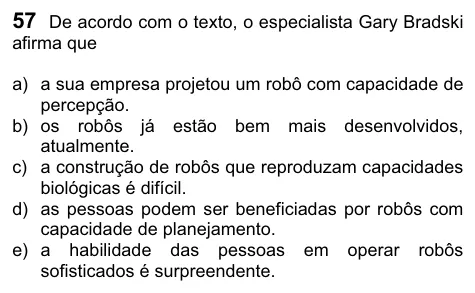 57 De acordo com o texto, o especialista Gary Bradski
afirma que
a) a sua empresa projetou um robô com capacidade de
percepção.
b) os robôs já estão bem mais desenvolvidos,
atualmente.
c) a construção de robôs que reproduzam capacidades
biológicas é difícil.
d) as pessoas podem ser beneficiadas por robôs com
capacidade de planejamento.
e) a habilidade das pessoas em operar robôs
sofisticados é surpreendente.